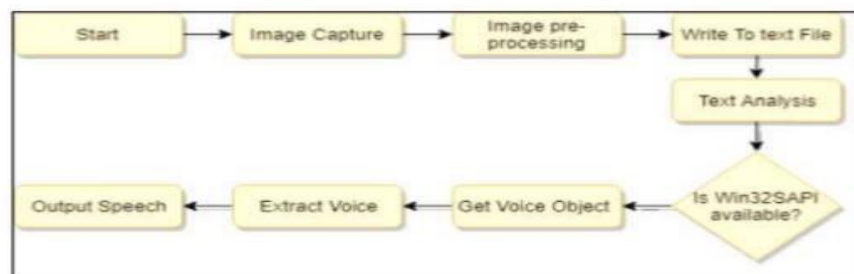 Start
Image Capture
Image pre-
processing
Write To text File
Text Analysis
Is Win32SAPI
available?
Get Voice Object
Extract Voice
Output Speech